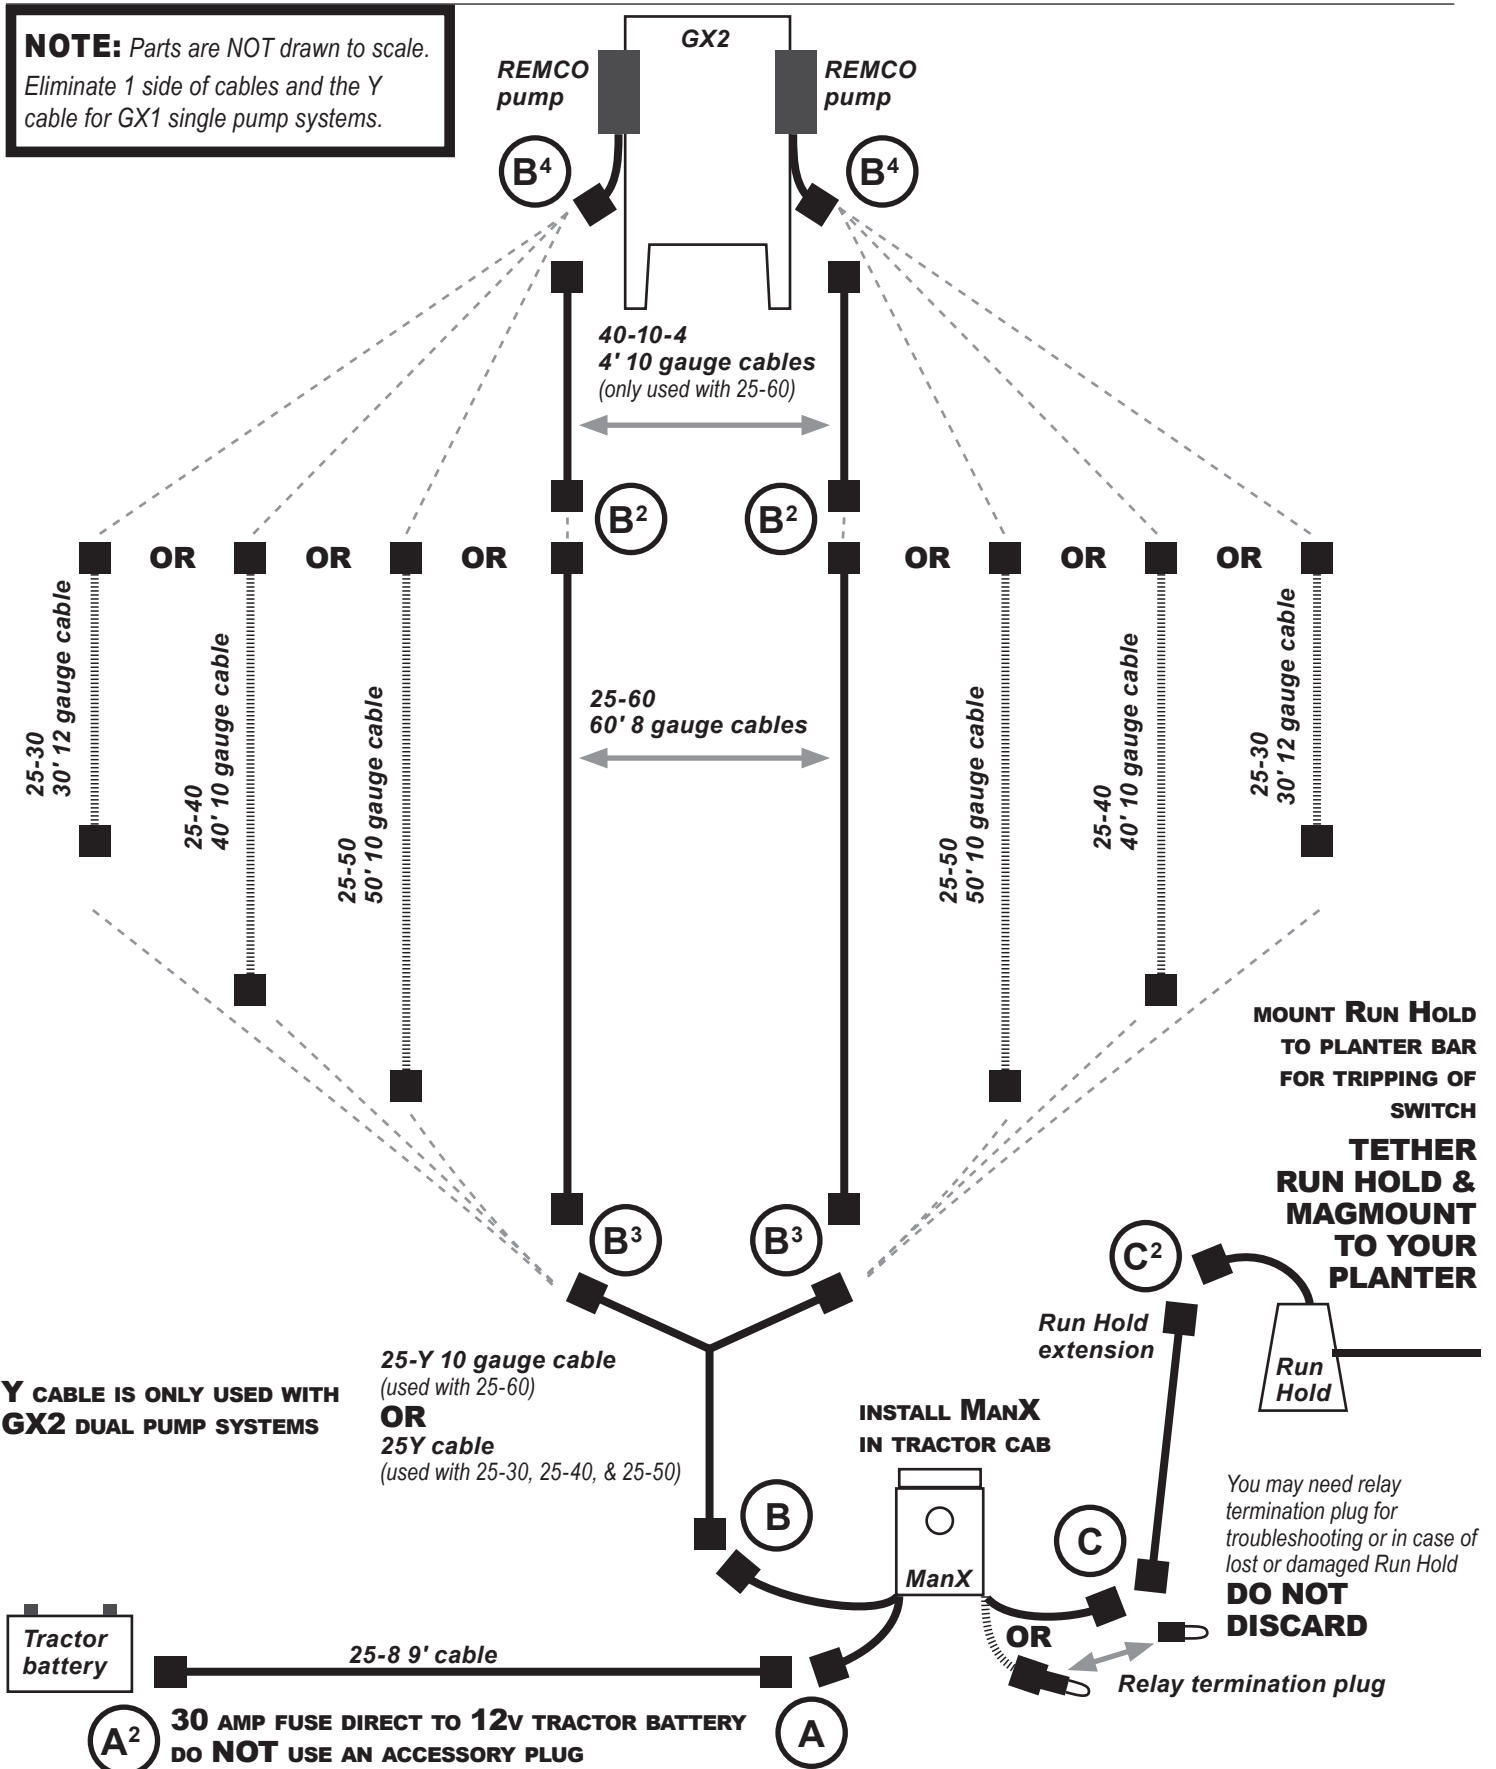 NOTE: Parts are NOT drawn to scale.
Eliminate 1 side of cables and the Y
cable for GX1 single pump systems.
GX2
REMCO
pump
REMCO
pump
B⁴
B⁴
40-10-4
4' 10 gauge cables
(only used with 25-60)
B²
B²
OR
OR
OR
OR
OR
OR
25-30
30' 12 gauge cable
25-40
40' 10 gauge cable
25-50
50' 10 gauge cable
25-60
60' 8 gauge cables
25-50
50' 10 gauge cable
25-40
40' 10 gauge cable
25-30
30' 12 gauge cable
MOUNT RUN HOLD
TO PLANTER BAR
FOR TRIPPING OF
SWITCH
TETHER
RUN HOLD &
MAGMOUNT
TO YOUR
PLANTER
B³
B³
C²
Run Hold
extension
Run
Hold
25-Y 10 gauge cable
(used with 25-60)
OR
25Y cable
(used with 25-30, 25-40, & 25-50)
Y CABLE IS ONLY USED WITH
GX2 DUAL PUMP SYSTEMS
INSTALL MANX
IN TRACTOR CAB
B
ManX
C
You may need relay
termination plug for
troubleshooting or in case of
lost or damaged Run Hold
DO NOT
DISCARD
OR
Relay termination plug
Tractor
battery
25-8 9' cable
A²
30 AMP FUSE DIRECT TO 12V TRACTOR BATTERY
DO NOT USE AN ACCESSORY PLUG
A